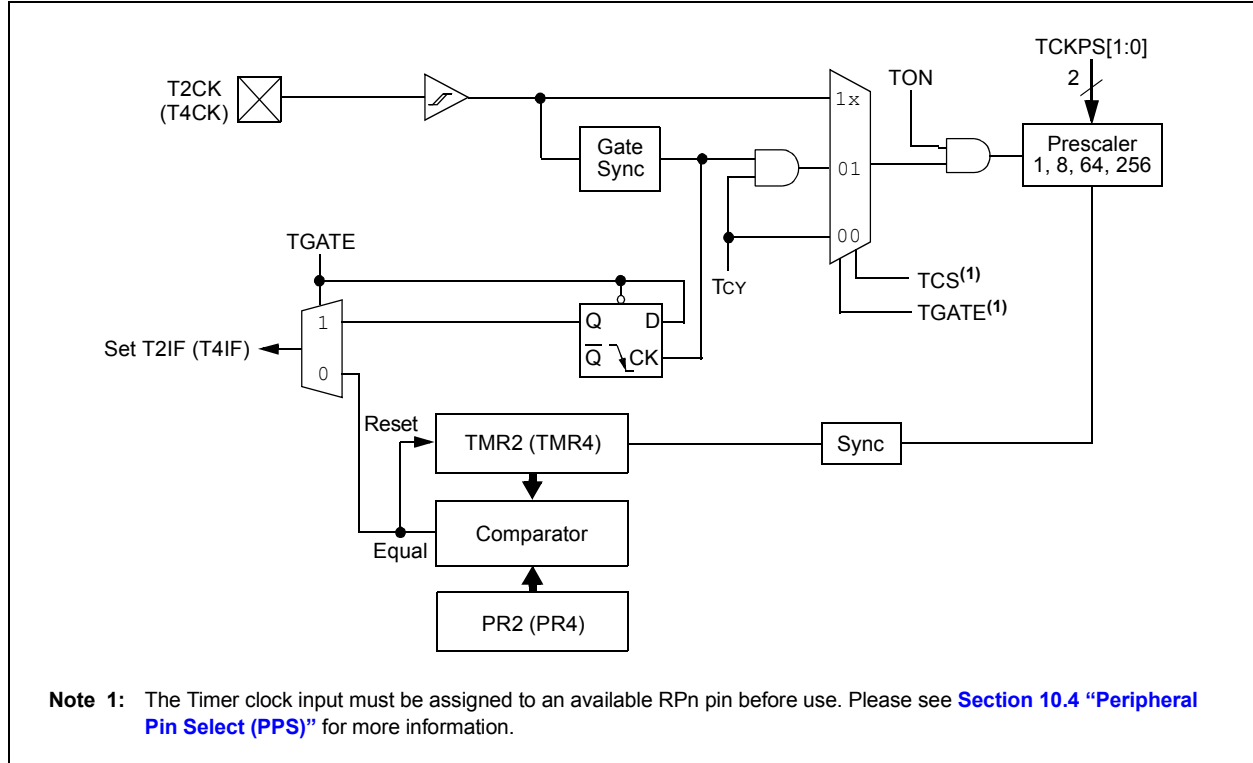 TCKPS[1:0]
2
TON
T2CK
(T4CK)
1x
Prescaler
1, 8, 64, 256
Gate
Sync
01
00
TGATE
TCY
TCS(1)
TGATE(1)
1
Q
D
Set T2IF (T4IF)
Q
CK
0
Reset
TMR2 (TMR4)
Sync
Comparator
Equal
PR2 (PR4)
Note 1: The Timer clock input must be assigned to an available RPn pin before use. Please see Section 10.4 “Peripheral
Pin Select (PPS)” for more information.